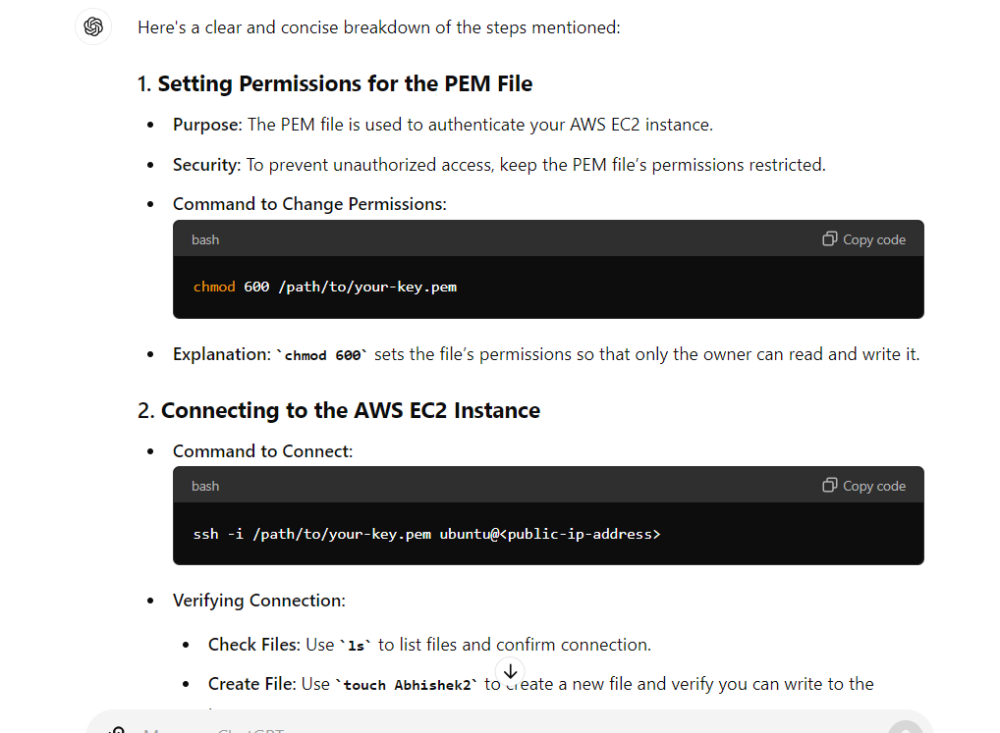 Here's a clear and concise breakdown of the steps mentioned:
1. Setting Permissions for the PEM File
• Purpose: The PEM file is used to authenticate your AWS EC2 instance.
• Security: To prevent unauthorized access, keep the PEM file’s permissions restricted.
• Command to Change Permissions:
bash Copy code
chmod 600 /path/to/your-key.pem
• Explanation: `chmod 600` sets the file’s permissions so that only the owner can read and write it.
2. Connecting to the AWS EC2 Instance
• Command to Connect:
bash Copy code
ssh -i /path/to/your-key.pem ubuntu@<public-ip-address>
• Verifying Connection:
• Check Files: Use `ls` to list files and confirm connection.
• Create File: Use `touch Abhishek2` to create a new file and verify you can write to the
ChatGPT